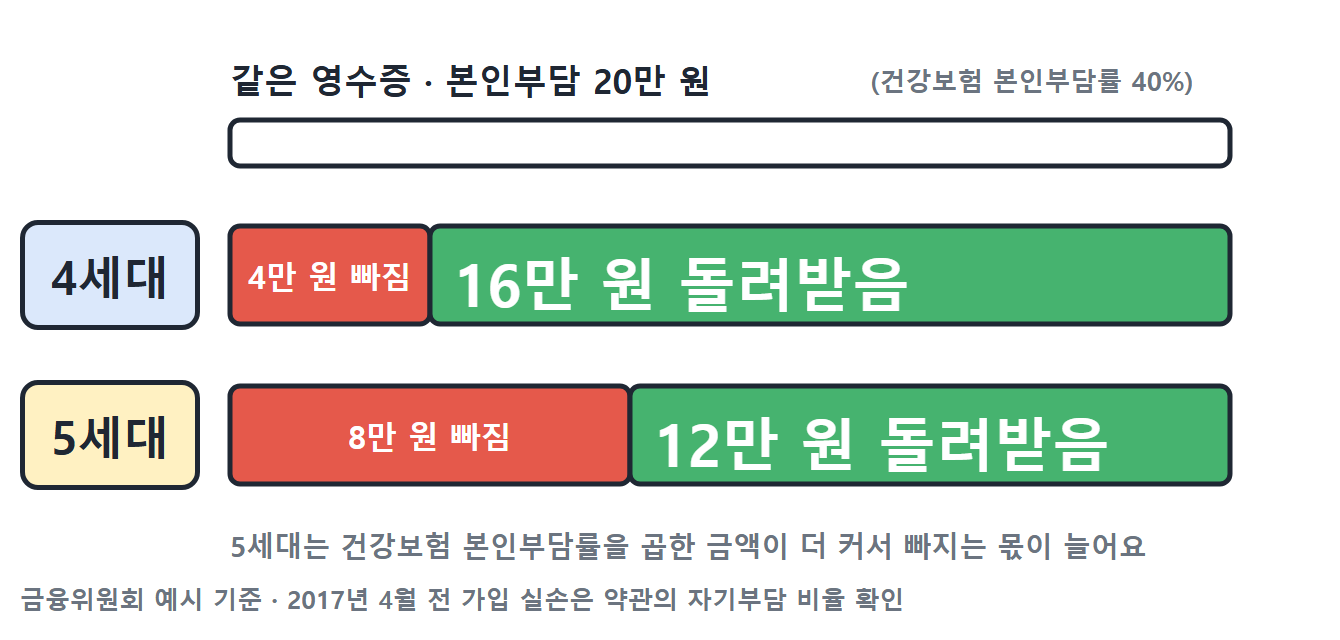 같은 영수증 · 본인부담 20만 원
(건강보험 본인부담률 40%)
4세대
4만 원 빠짐
16만 원 돌려받음
5세대
8만 원 빠짐
12만 원 돌려받음
5세대는 건강보험 본인부담률을 곱한 금액이 더 커서 빠지는 몫이 늘어요
금융위원회 예시 기준 · 2017년 4월 전 가입 실손은 약관의 자기부담 비율 확인